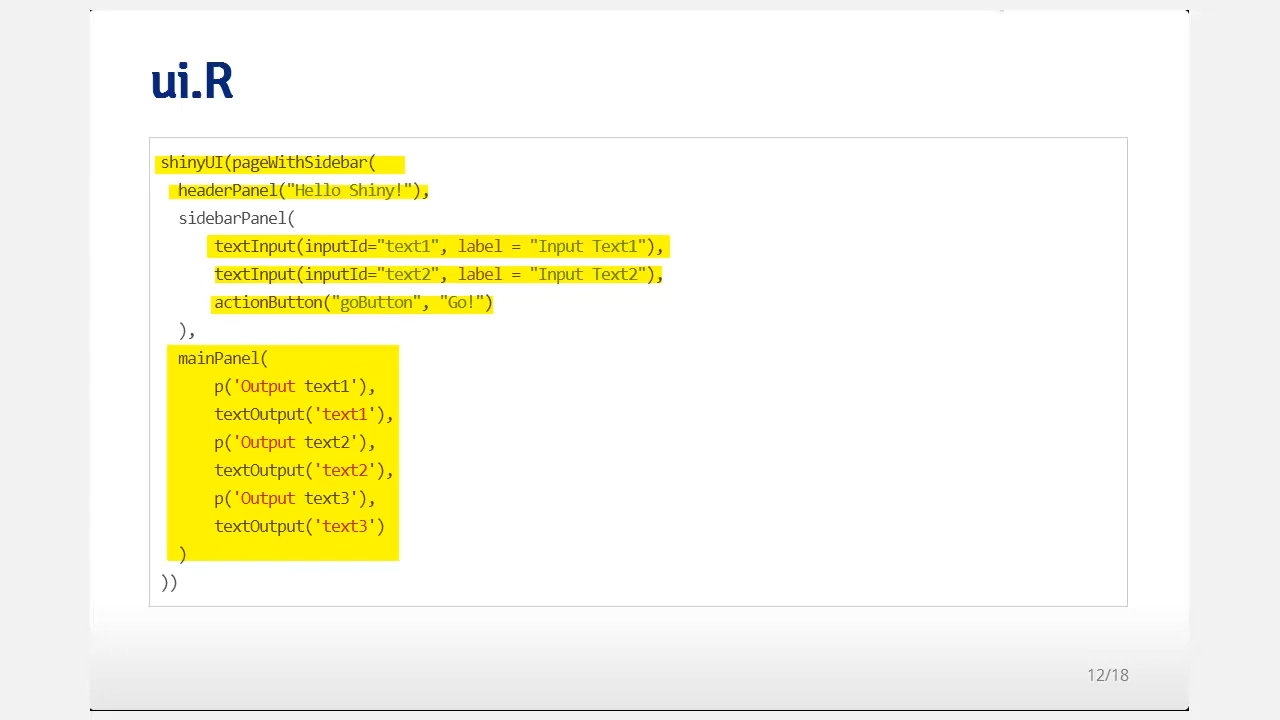 ui.R
shinyUI(pageWithSidebar(
headerPanel("Hello Shiny!"),
sidebarPanel(
textInput(inputId="text1", label = "Input Text1"),
textInput(inputId="text2", label = "Input Text2"),
actionButton("goButton", "Go!")
),
mainPanel(
p('Output text1'),
textOutput('text1'),
p('Output text2'),
textOutput('text2'),
p('Output text3'),
textOutput('text3')
)
))
12/18